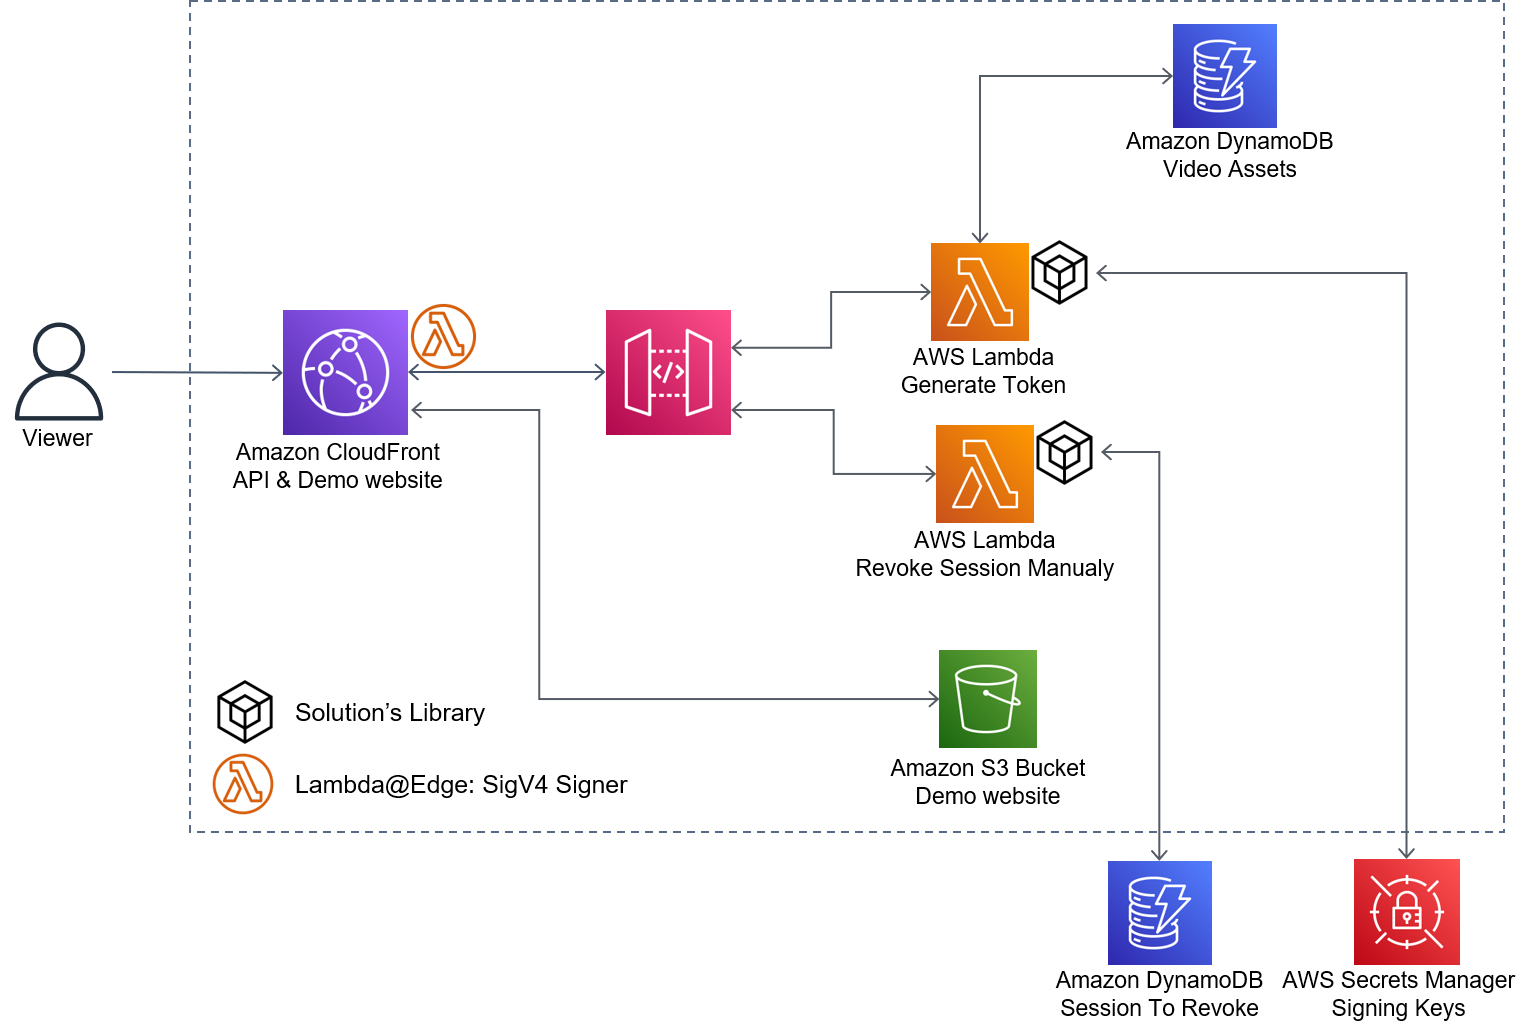 Amazon DynamoDB
Video Assets
AWS Lambda
Generate Token
Viewer
Amazon CloudFront
API & Demo website
</>
AWS Lambda
Revoke Session Manualy
Solution’s Library
Lambda@Edge: SigV4 Signer
Amazon S3 Bucket
Demo website
Amazon DynamoDB
Session To Revoke
AWS Secrets Manager
Signing Keys